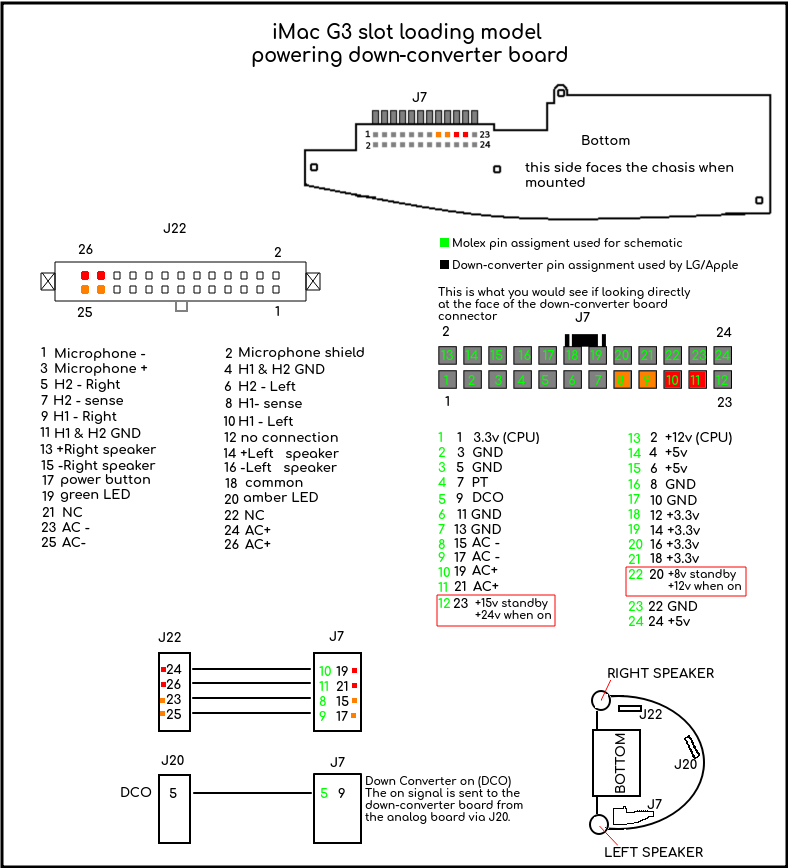 iMac G3 slot loading model
powering down-converter board
J7
1 23
2 24
Bottom
this side faces the chasis when
mounted
J22
26 2
25 1
Molex pin assigment used for schematic
Down-converter pin assignment used by LG/Apple
This is what you would see if looking directly
at the face of the down-converter board
connector
J7
2 24
13 14 15 16 17 18 19 20 21 22 23 24
1 2 3 4 5 6 7 8 9 10 11 12
1 23
1 Microphone -
3 Microphone +
5 H2 - Right
7 H2 - sense
9 H1 - Right
11 H1 & H2 GND
13 +Right speaker
15 -Right speaker
17 power button
19 green LED
21 NC
23 AC -
25 AC-
2 Microphone shield
4 H1 & H2 GND
6 H2 - Left
8 H1- sense
10 H1 - Left
12 no connection
14 +Left speaker
16 -Left speaker
18 common
20 amber LED
22 NC
24 AC+
26 AC+
1 1 3.3v (CPU)
2 3 GND
3 5 GND
4 7 PT
5 9 DCO
6 11 GND
7 13 GND
8 15 AC -
9 17 AC -
10 19 AC+
11 21 AC+
12 23 +15v standby
+24v when on
13 2 +12v (CPU)
14 4 +5v
15 6 +5v
16 8 GND
17 10 GND
18 12 +3.3v
19 14 +3.3v
20 16 +3.3v
21 18 +3.3v
22 20 +8v standby
+12v when on
23 22 GND
24 24 +5v
J22 J7
24 10 19
26 11 21
23 8 15
25 9 17
J20 J7
DCO 5 5 9
Down Converter on (DCO)
The on signal is sent to the
down-converter board from
the analog board via J20.
RIGHT SPEAKER
J22
BOTTOM
J20
J7
LEFT SPEAKER